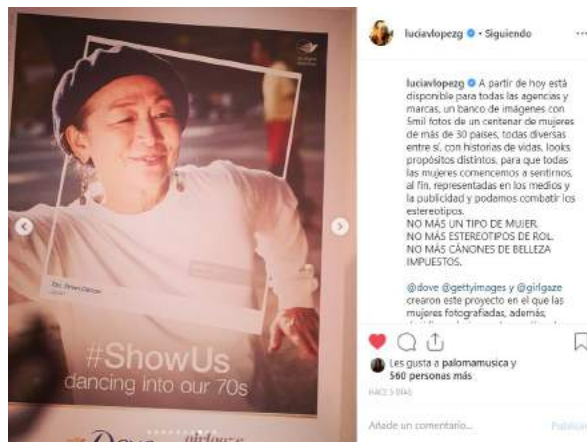 #ShowUs
dancing into our 70s
Dove
girlgaze
luciavlopezg • Siguiendo
luciavlopezg A partir de hoy está
disponible para todas las agencias y
marcas, un banco de imágenes con
5mil fotos de un centenar de mujeres
de más de 30 países, todas diversas
entre sí, con historias de vidas, looks
propósitos distintos, para que todas
las mujeres comencemos a sentirnos,
al fin, representadas en los medios y
la publicidad y podamos combatir los
estereotipos.
NO MÁS UN TIPO DE MUJER.
NO MÁS ESTEREOTIPOS DE ROL.
NO MÁS CÁNONES DE BELLEZA
IMPUESTOS.
@dove @gettyimages y @girlgaze
crearon este proyecto en el que las
mujeres fotografiadas, además,
Les gusta a palomamusica y
560 personas más
HACE 5 DÍAS
Añade un comentario...
Publicar